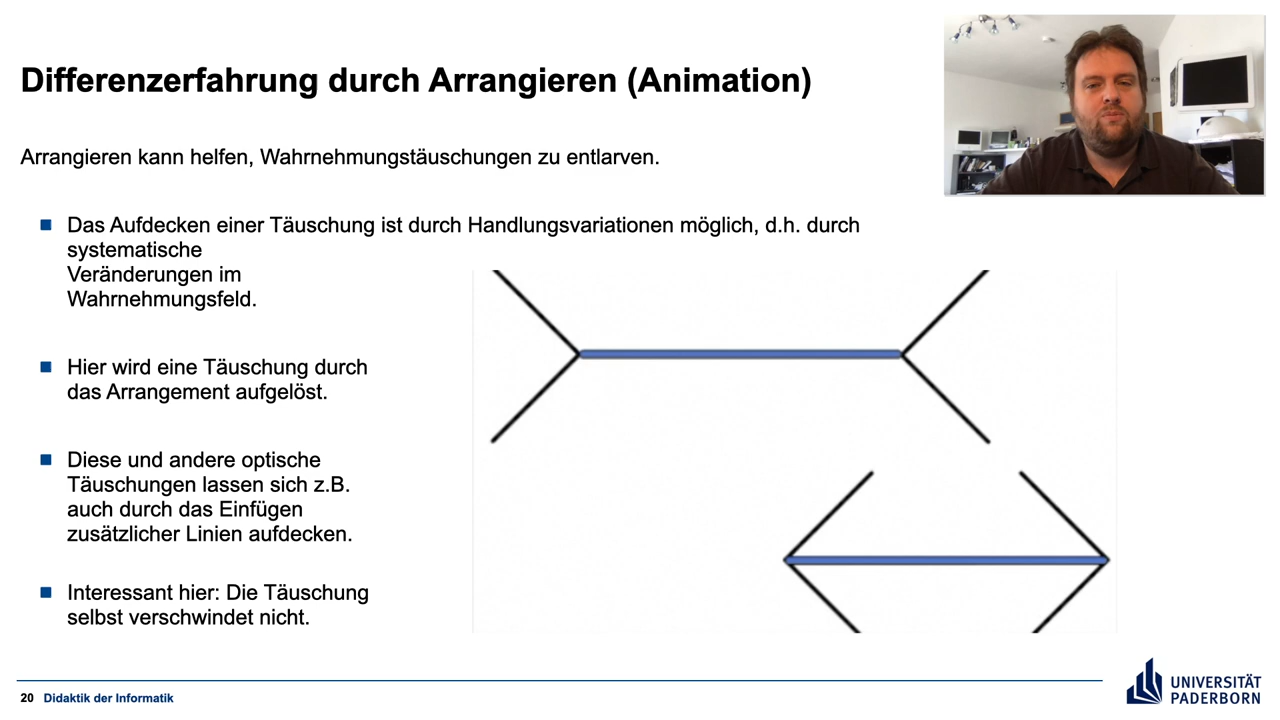 Differenzerfahrung durch Arrangieren (Animation)
Arrangieren kann helfen, Wahrnehmungstäuschungen zu entlarven.
Das Aufdecken einer Täuschung ist durch Handlungsvariationen möglich, d.h. durch
systematische
Veränderungen im
Wahrnehmungsfeld.
Hier wird eine Täuschung durch
das Arrangement aufgelöst.
Diese und andere optische
Täuschungen lassen sich z.B.
auch durch das Einfügen
zusätzlicher Linien aufdecken.
Interessant hier: Die Täuschung
selbst verschwindet nicht.
20 Didaktik der Informatik
UNIVERSITÄT
PADERBORN